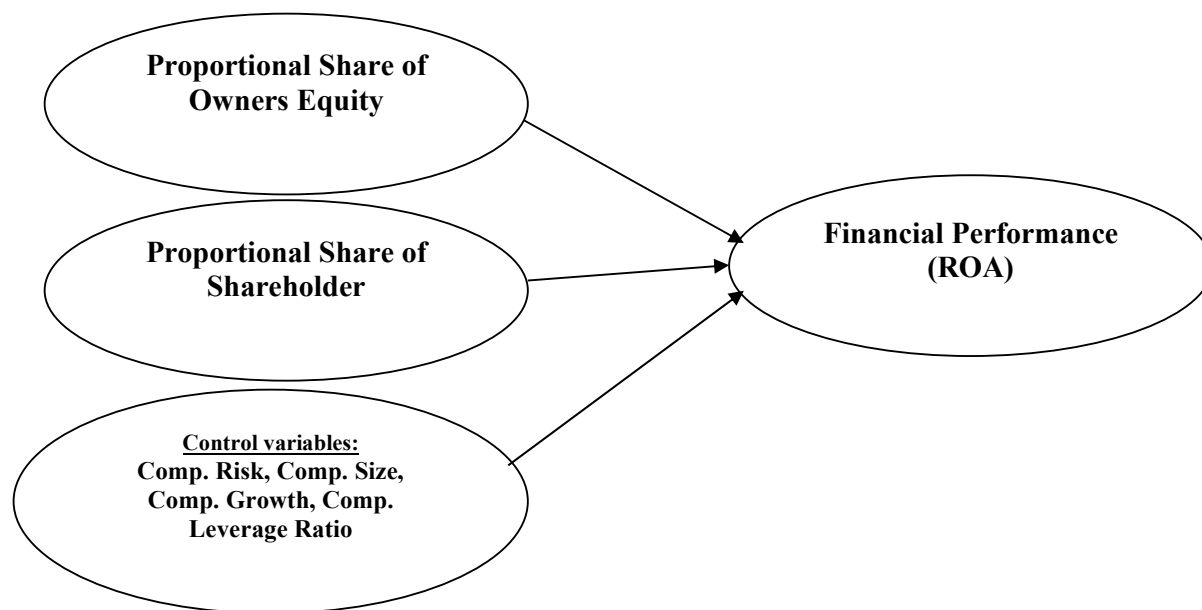 Proportional Share of
Owners Equity
Proportional Share of
Shareholder
Financial Performance
(ROA)
Control variables:
Comp. Risk, Comp. Size,
Comp. Growth, Comp.
Leverage Ratio